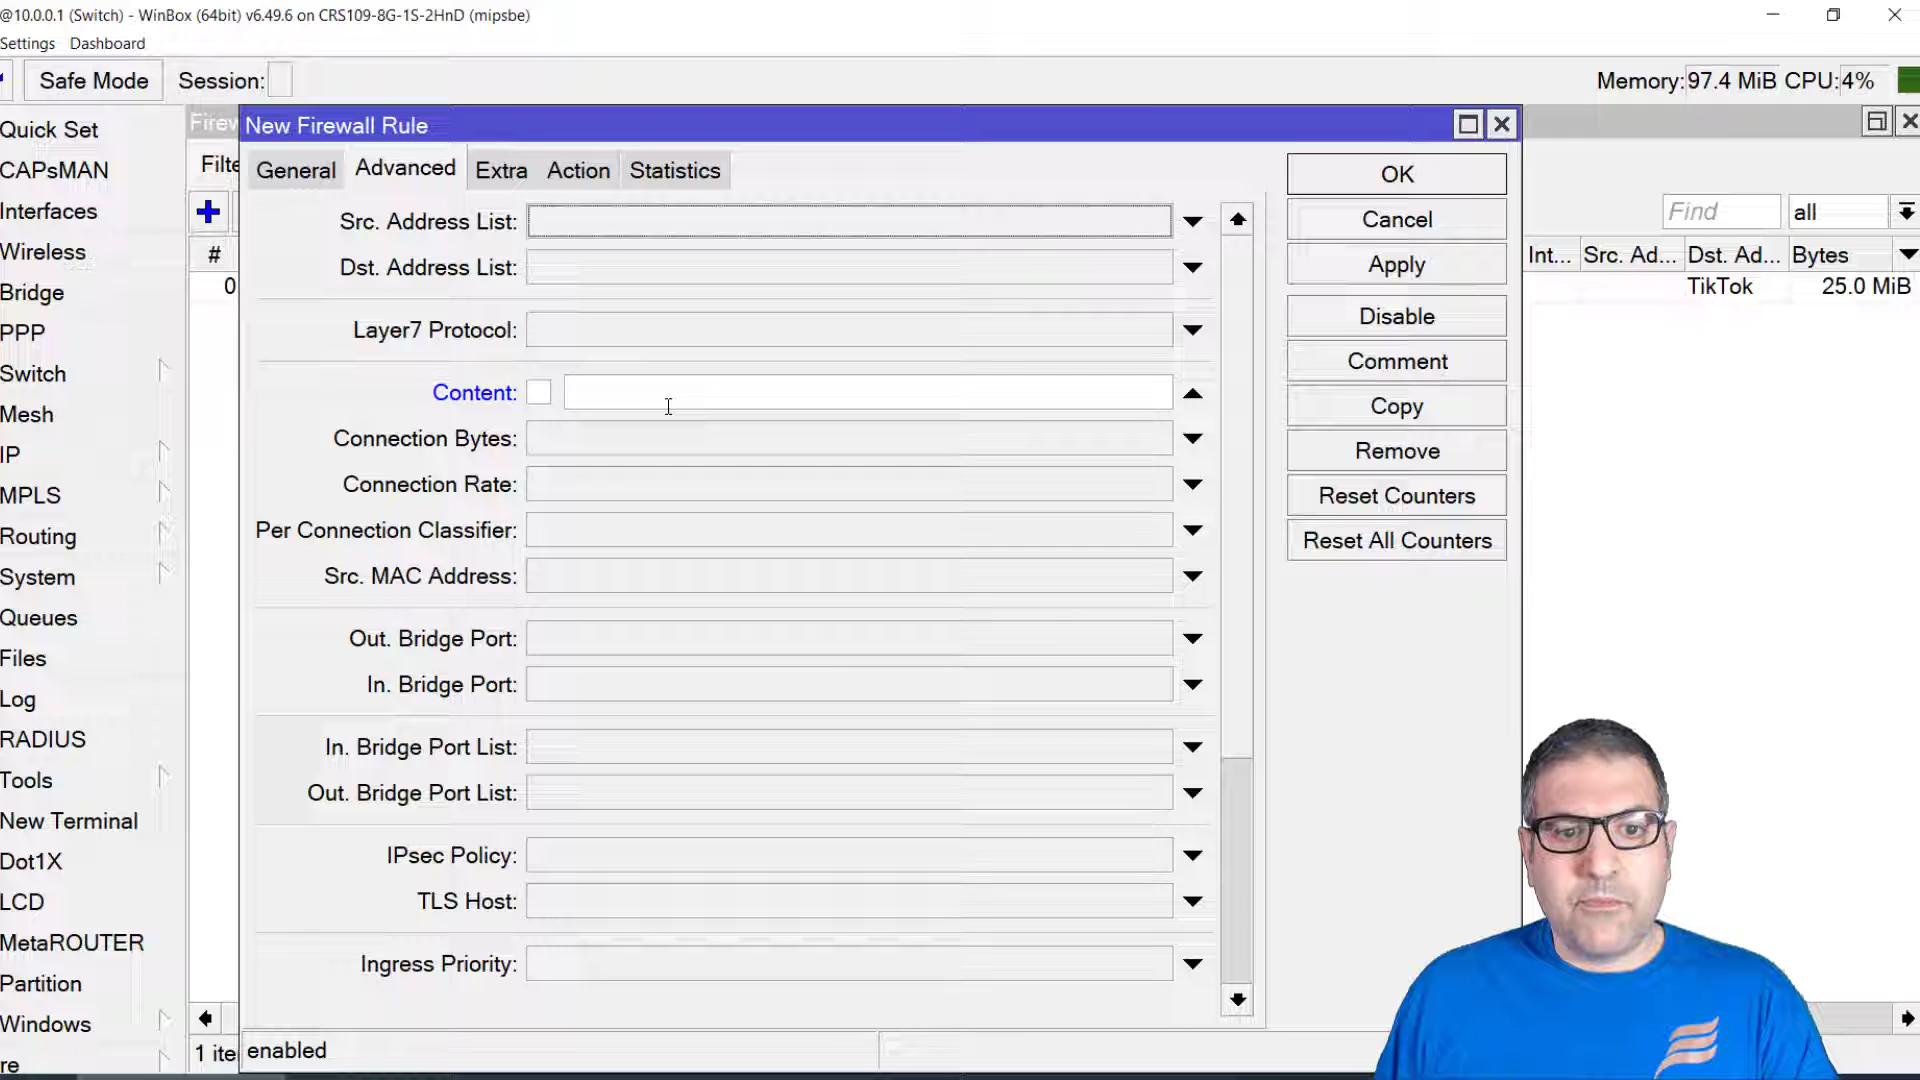 @10.0.0.1 (Switch) - WinBox (64bit) v6.49.6 on CRS109-8G-1S-2HnD (mipsbe)
Settings Dashboard
Safe Mode Session: Memory: 97.4 MiB CPU: 4%
Quick Set
CAPsMAN
Interfaces
Wireless
Bridge
PPP
Switch
Mesh
IP
MPLS
Routing
System
Queues
Files
Log
RADIUS
Tools
New Terminal
Dot1X
LCD
MetaROUTER
Partition
Windows
re
Firew
Filte
#
0
1 ite
New Firewall Rule
General Advanced Extra Action Statistics
Src. Address List:
Dst. Address List:
Layer7 Protocol:
Content:
Connection Bytes:
Connection Rate:
Per Connection Classifier:
Src. MAC Address:
Out. Bridge Port:
In. Bridge Port:
In. Bridge Port List:
Out. Bridge Port List:
IPsec Policy:
TLS Host:
Ingress Priority:
enabled
OK
Cancel
Apply
Disable
Comment
Copy
Remove
Reset Counters
Reset All Counters
Find all
Int... Src. Ad... Dst. Ad... Bytes
TikTok 25.0 MiB